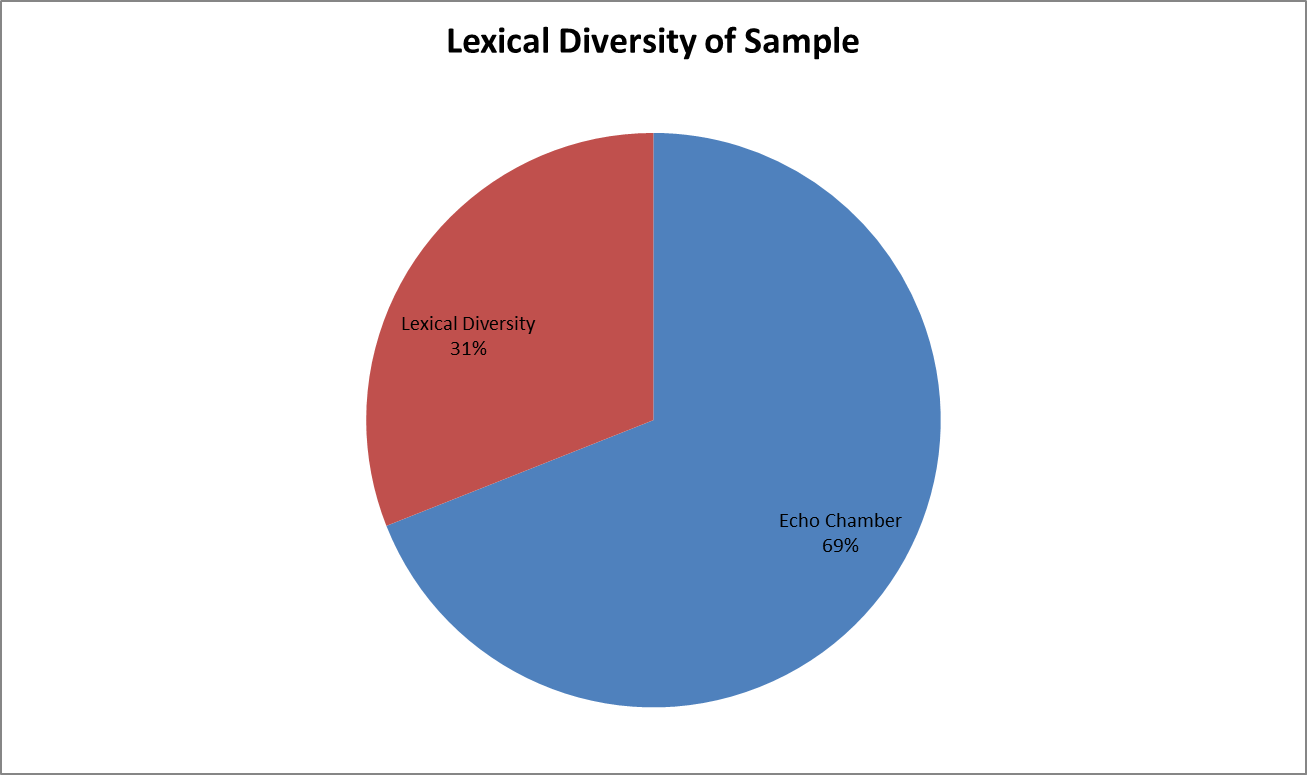 Lexical Diversity of Sample
Lexical Diversity
31%
Echo Chamber
69%